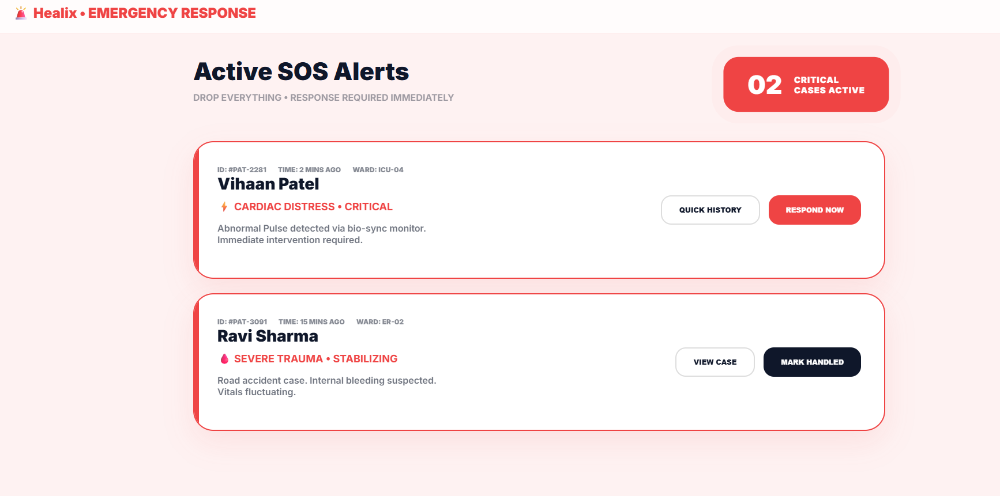 Healix • EMERGENCY RESPONSE
Active SOS Alerts
DROP EVERYTHING • RESPONSE REQUIRED IMMEDIATELY
02
CRITICAL
CASES ACTIVE
ID: #PAT-2281 TIME: 2 MINS AGO WARD: ICU-04
Vihaan Patel
CARDIAC DISTRESS • CRITICAL
Abnormal Pulse detected via bio-sync monitor.
Immediate intervention required.
QUICK HISTORY
RESPOND NOW
ID: #PAT-3091 TIME: 15 MINS AGO WARD: ER-02
Ravi Sharma
SEVERE TRAUMA • STABILIZING
Road accident case. Internal bleeding suspected.
Vitals fluctuating.
VIEW CASE
MARK HANDLED